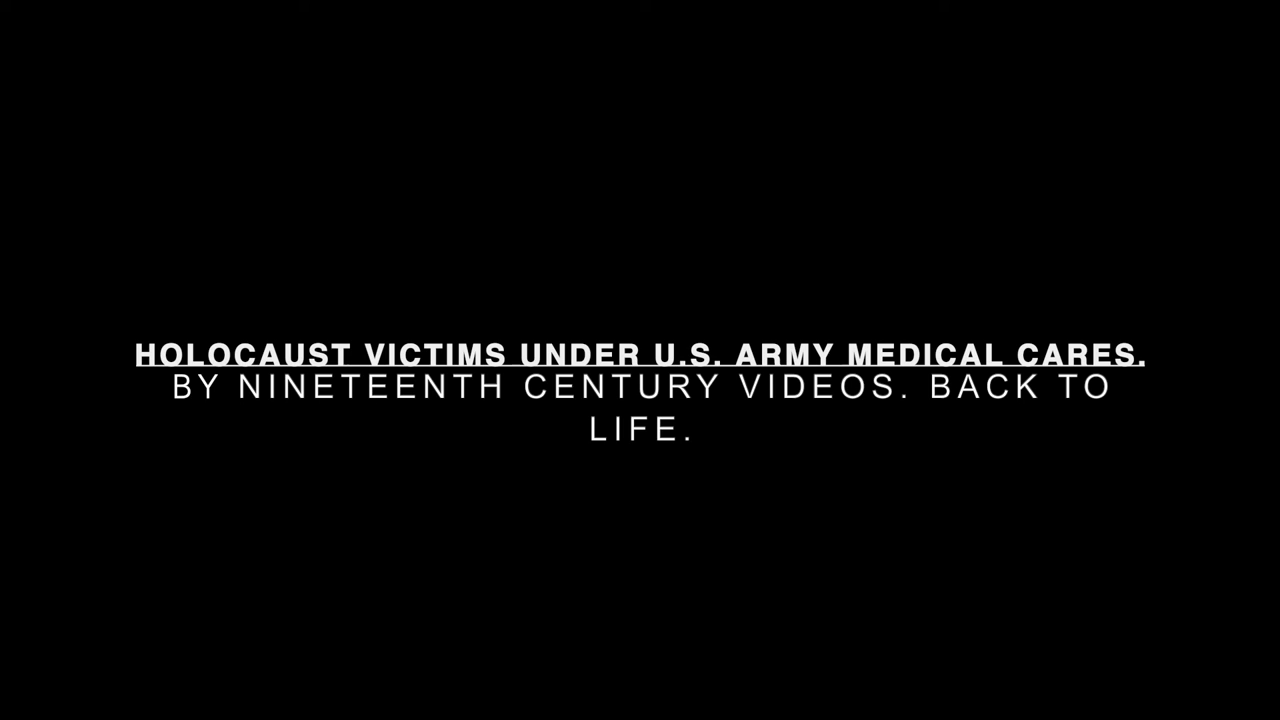 HOLOCAUST VICTIMS UNDER U.S. ARMY MEDICAL CARES.
BY NINETEENTH CENTURY VIDEOS. BACK TO
LIFE.